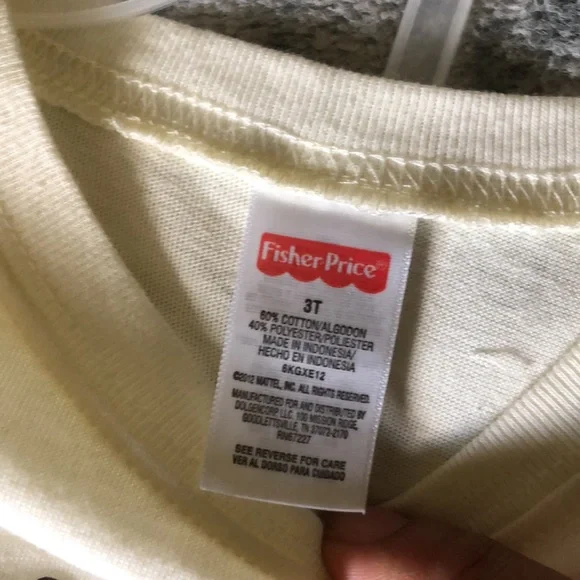 Fisher-Price®
3T
60% COTTON/ALGODON
40% POLYESTER/POLIESTER
MADE IN INDONESIA/
HECHO EN INDONESIA
6KGXE12
©2012 MATTEL, INC. ALL RIGHTS RESERVED.
MANUFACTURED FOR AND DISTRIBUTED BY
DOLGENCORP, LLC. 100 MISSION RIDGE,
GOODLETTSVILLE, TN 37072-2170
RN67227
SEE REVERSE FOR CARE
VER AL DORSO PARA CUIDADO